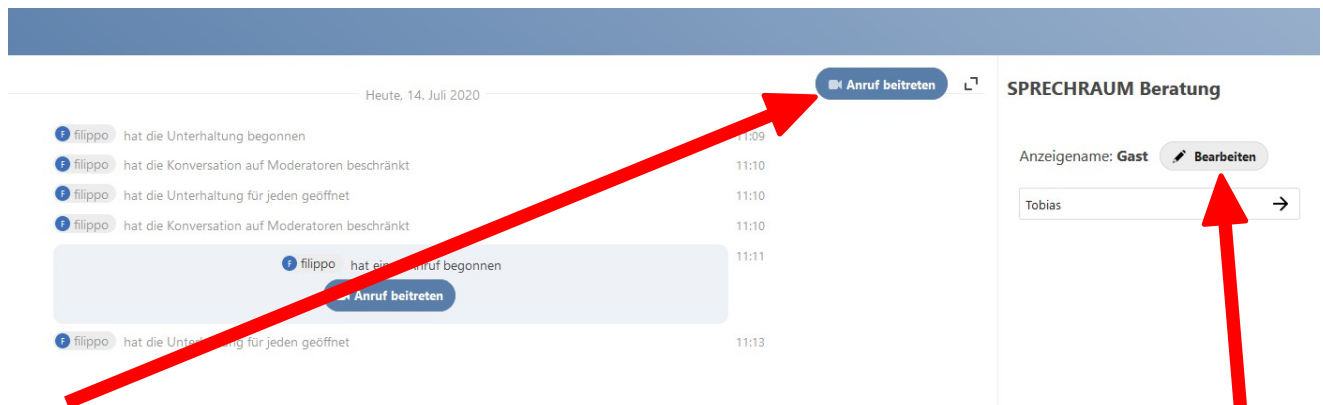 Heute, 14. Juli 2020
Anruf beitreten
F filippo hat die Unterhaltung begonnen 11:09
F filippo hat die Konversation auf Moderatoren beschränkt 11:10
F filippo hat die Unterhaltung für jeden geöffnet 11:10
F filippo hat die Konversation auf Moderatoren beschränkt 11:10
F filippo hat einen Anruf begonnen 11:11
Anruf beitreten
F filippo hat die Unterhaltung für jeden geöffnet 11:13
SPRECHRAUM Beratung
Anzeigename: Gast Bearbeiten
Tobias